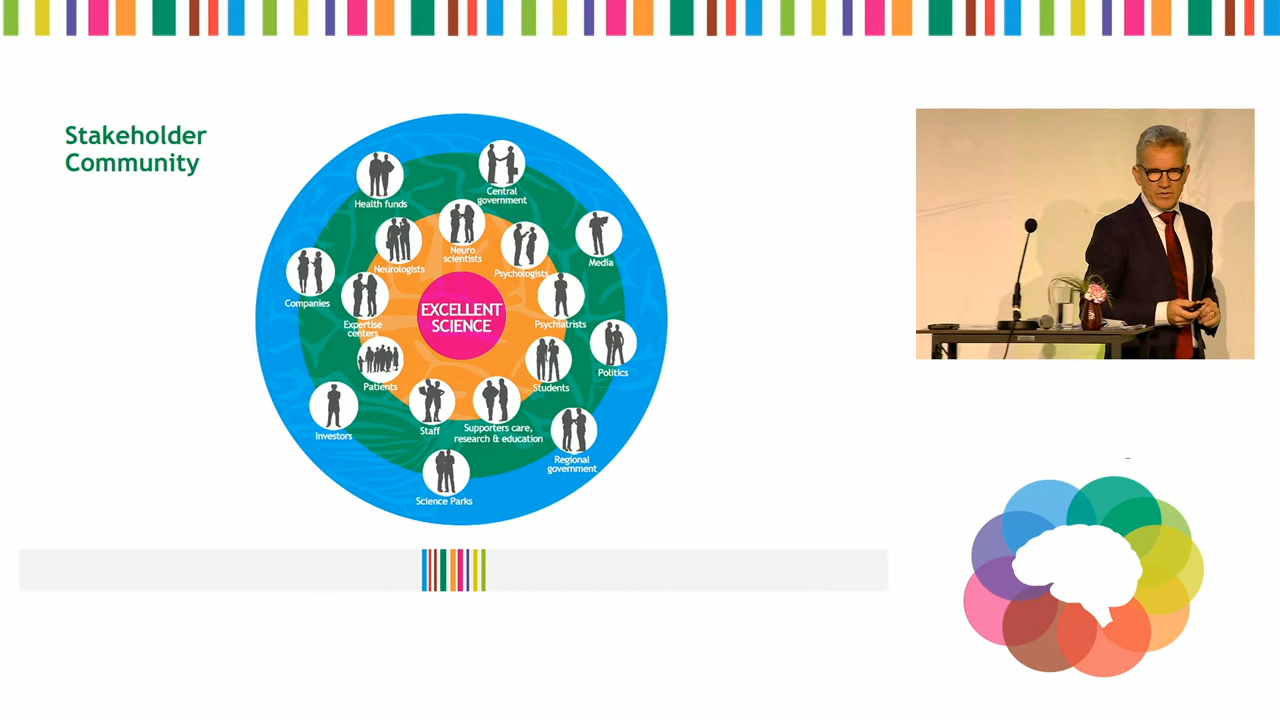 Stakeholder
Community
Health funds
Central
government
Neuro
scientists
Neurologists
Psychologists
Media
Companies
EXCELLENT
SCIENCE
Expertise
centers
Psychiatrists
Politics
Patients
Students
Staff
Supporters care,
research & education
Investors
Regional
government
Science Parks